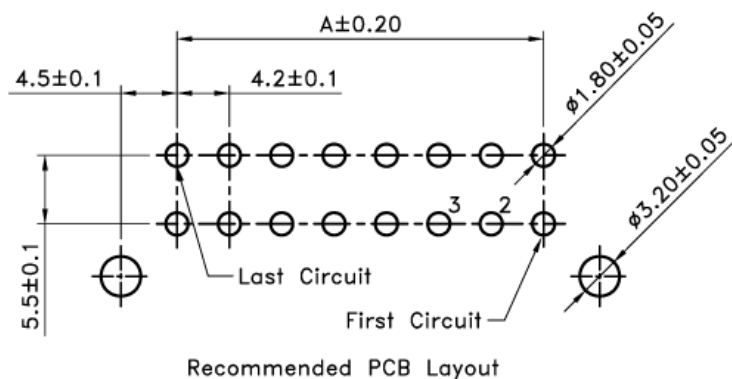 A±0.20
4.5±0.1
4.2±0.1
ø1.80±0.05
ø3.20±0.05
3
2
5.5±0.1
Last Circuit
First Circuit
Recommended PCB Layout